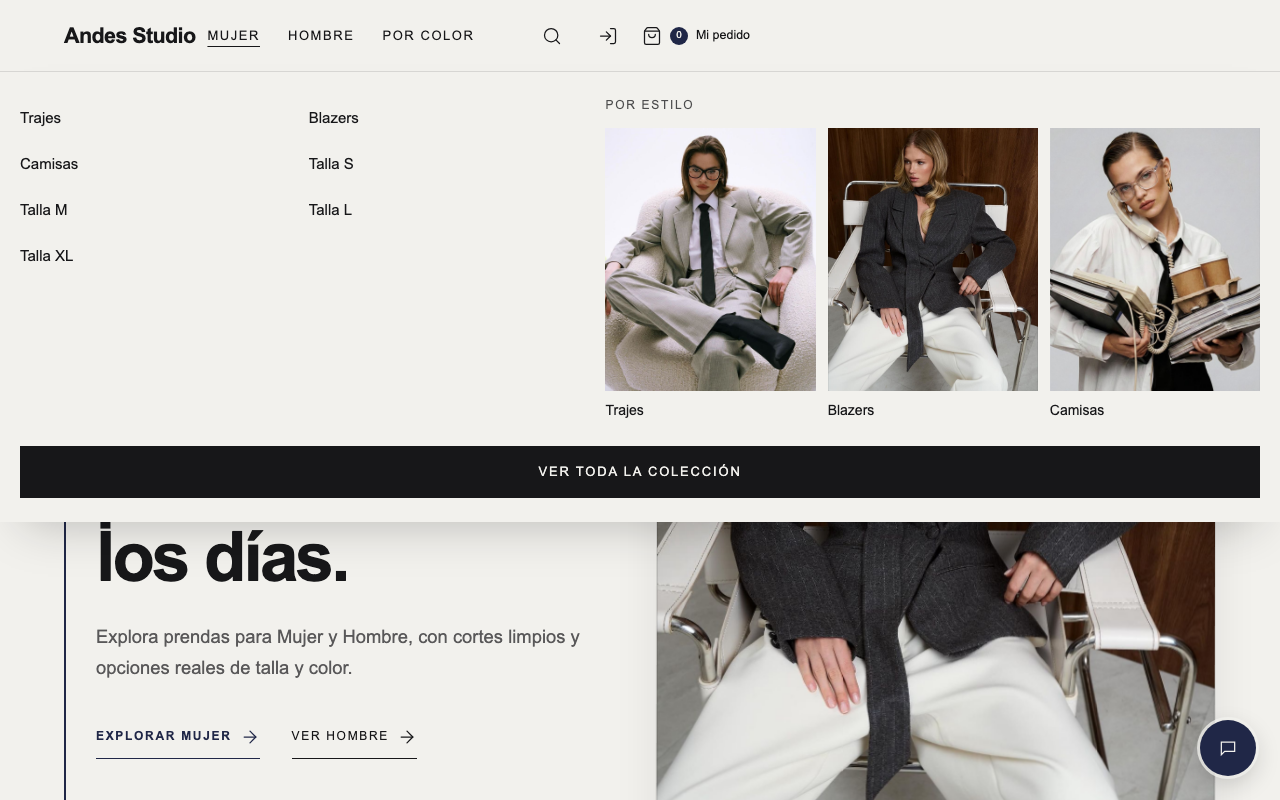 Andes Studio MUJER HOMBRE POR COLOR 0 Mi pedido
Trajes
Blazers
Camisas
Talla S
Talla M
Talla L
Talla XL
POR ESTILO
Trajes
Blazers
Camisas
VER TODA LA COLECCIÓN
los días.
Explora prendas para Mujer y Hombre, con cortes limpios y
opciones reales de talla y color.
EXPLORAR MUJER
VER HOMBRE